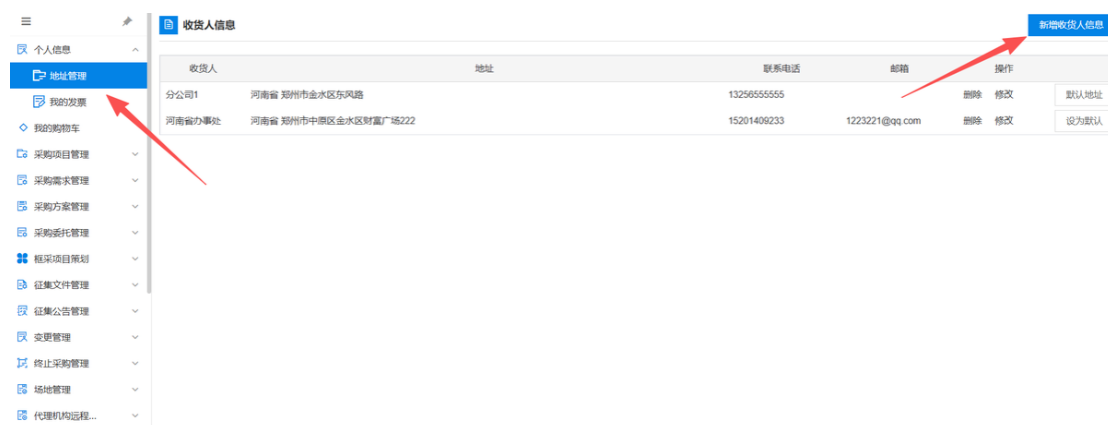 收货人信息
新增收货人信息
个人信息
地址管理
我的发票
我的购物车
采购项目管理
采购需求管理
采购方案管理
采购委托管理
框采项目策划
征集文件管理
征集公告管理
变更管理
终止采购管理
场地管理
代理机构远程...
收货人 地址 联系电话 邮箱 操作
分公司1 河南省 郑州市金水区东风路 13256555555 删除 修改 默认地址
河南省办事处 河南省 郑州市中原区金水区财富广场222 15201409233 1223221@qq.com 删除 修改 设为默认